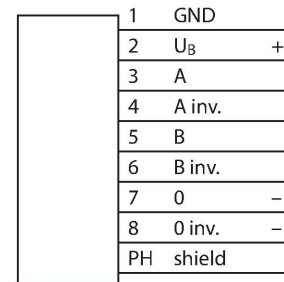 1 GND
2 U_B +
3 A
4 A inv.
5 B
6 B inv.
7 0 –
8 0 inv. –
PH shield